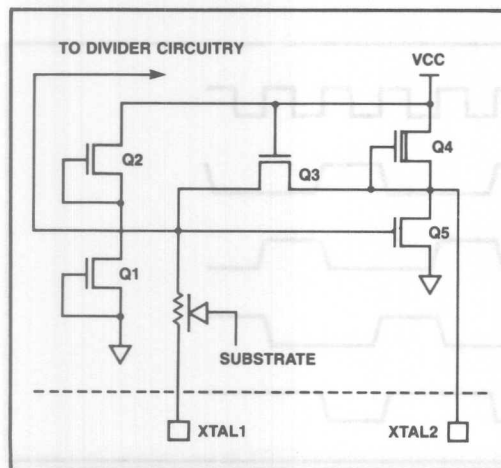 TO DIVIDER CIRCUITRY
VCC
Q2
Q4
Q3
Q5
Q1
SUBSTRATE
XTAL1
XTAL2